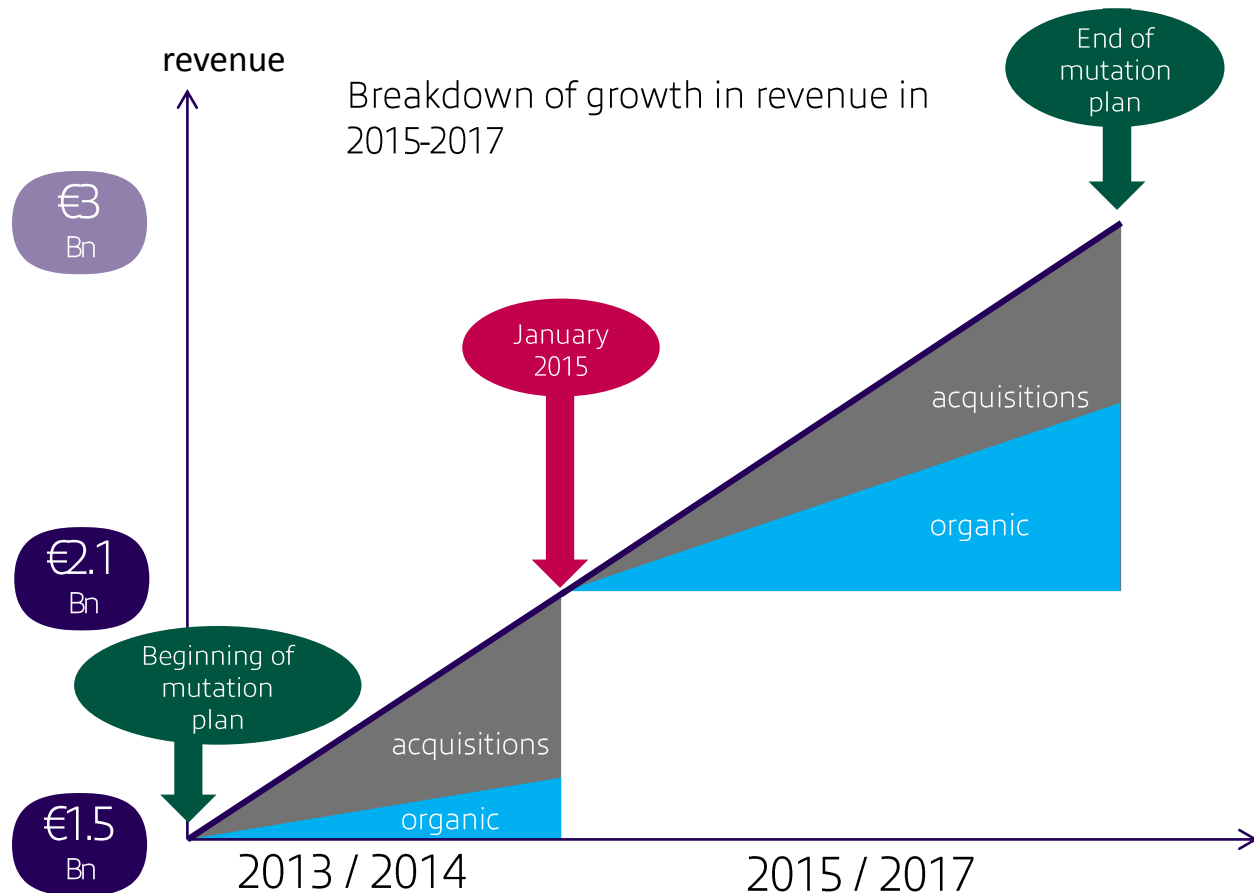 revenue
Breakdown of growth in revenue in
2015-2017
End of
mutation
plan
€3
Bn
January
2015
acquisitions
organic
€2.1
Bn
Beginning of
mutation
plan
acquisitions
organic
€1.5
Bn
2013 / 2014
2015 / 2017